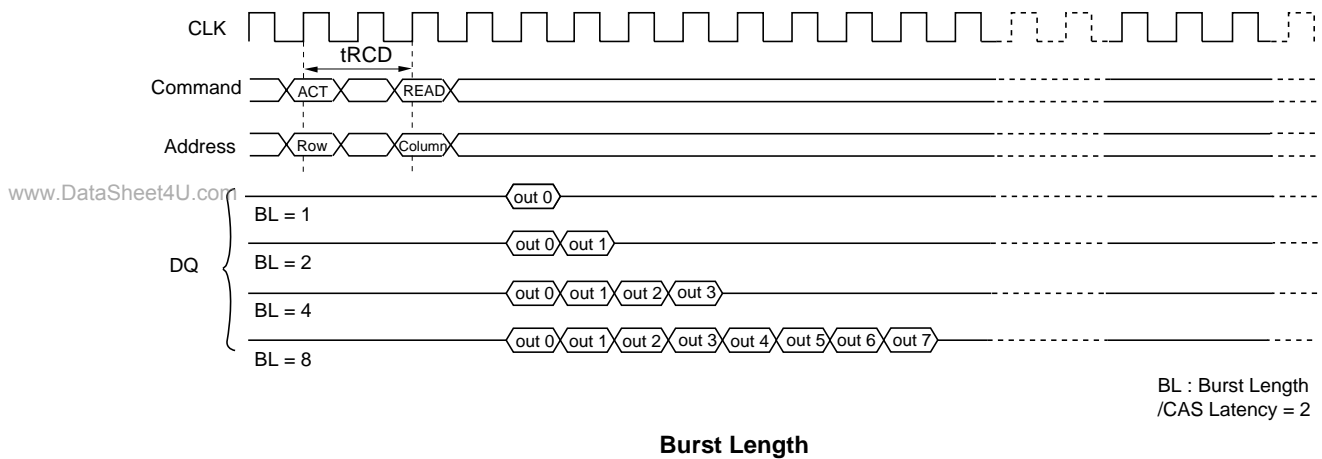 CLK
tRCD
Command ACT READ
Address Row Column
www.DataSheet4U.com
out 0
BL = 1
out 0 out 1
BL = 2
DQ
out 0 out 1 out 2 out 3
BL = 4
out 0 out 1 out 2 out 3 out 4 out 5 out 6 out 7
BL = 8
BL : Burst Length
/CAS Latency = 2
Burst Length